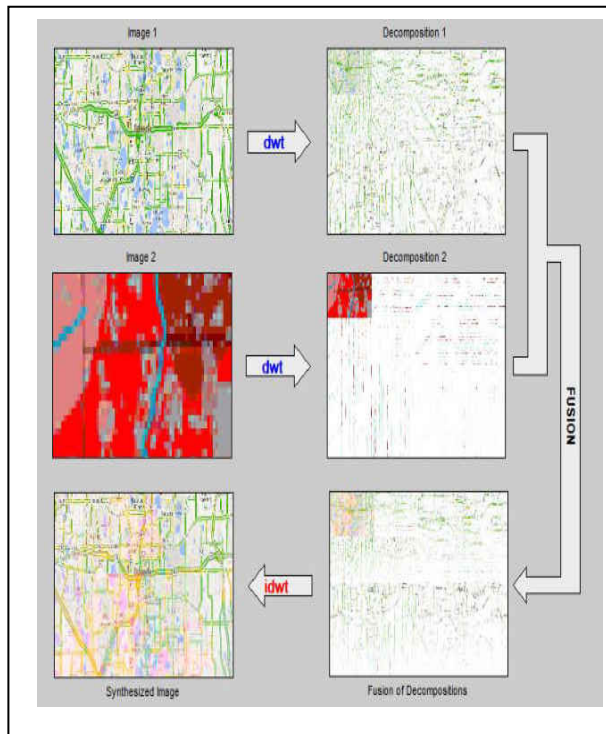 Image 1
Decomposition 1
dwt
Image 2
Decomposition 2
dwt
FUSION
idwt
Synthesized Image
Fusion of Decompositions